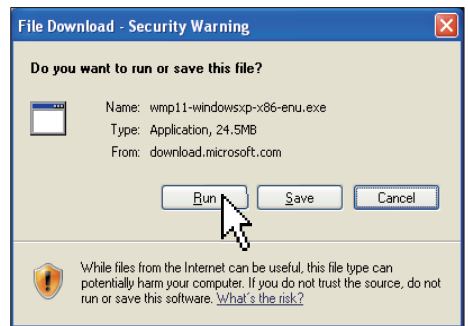 File Download - Security Warning
Do you want to run or save this file?
Name: wmp11-windowsxp-x86-enu.exe
Type: Application, 24.5MB
From: download.microsoft.com
Run Save Cancel
While files from the Internet can be useful, this file type can
potentially harm your computer. If you do not trust the source, do not
run or save this software. What's the risk?